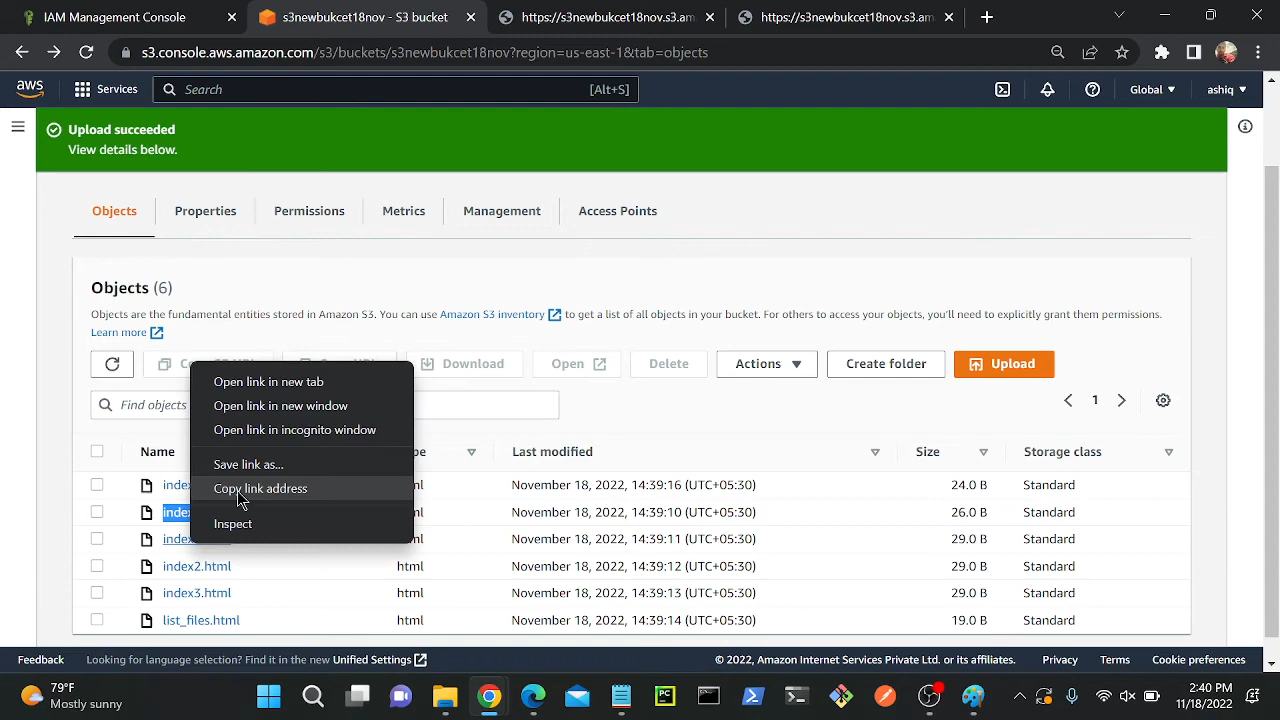 IAM Management Console
s3newbukcet18nov - S3 bucket
https://s3newbukcet18nov.s3.am
https://s3newbukcet18nov.s3.am
s3.console.aws.amazon.com/s3/buckets/s3newbukcet18nov?region=us-east-1&tab=objects
aws
Services
Search
[Alt+S]
Global
ashiq
Upload succeeded
View details below.
Objects
Properties
Permissions
Metrics
Management
Access Points
Objects (6)
Objects are the fundamental entities stored in Amazon S3. You can use Amazon S3 inventory to get a list of all objects in your bucket. For others to access your objects, you'll need to explicitly grant them permissions.
Learn more
Download
Open
Delete
Actions
Create folder
Upload
Find objects
1
Open link in new tab
Open link in new window
Open link in incognito window
Save link as...
Copy link address
Inspect
Name
Last modified
Size
Storage class
November 18, 2022, 14:39:16 (UTC+05:30) 24.0 B Standard
November 18, 2022, 14:39:10 (UTC+05:30) 26.0 B Standard
November 18, 2022, 14:39:11 (UTC+05:30) 29.0 B Standard
index2.html html November 18, 2022, 14:39:12 (UTC+05:30) 29.0 B Standard
index3.html html November 18, 2022, 14:39:13 (UTC+05:30) 29.0 B Standard
list_files.html html November 18, 2022, 14:39:14 (UTC+05:30) 19.0 B Standard
Feedback
Looking for language selection? Find it in the new Unified Settings
© 2022, Amazon Internet Services Private Ltd. or its affiliates.
Privacy
Terms
Cookie preferences
79°F
Mostly sunny
PC
2:40 PM
11/18/2022